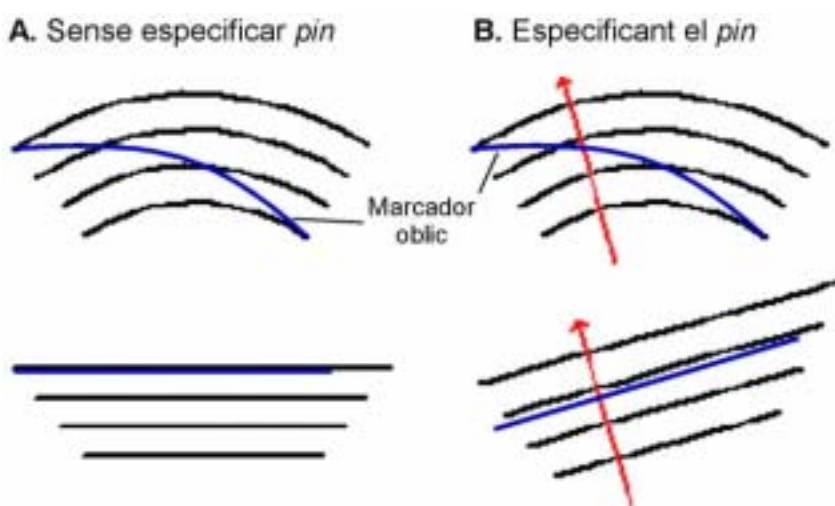 A. Sense especificar pin
B. Especificant el pin
Marcador
oblic